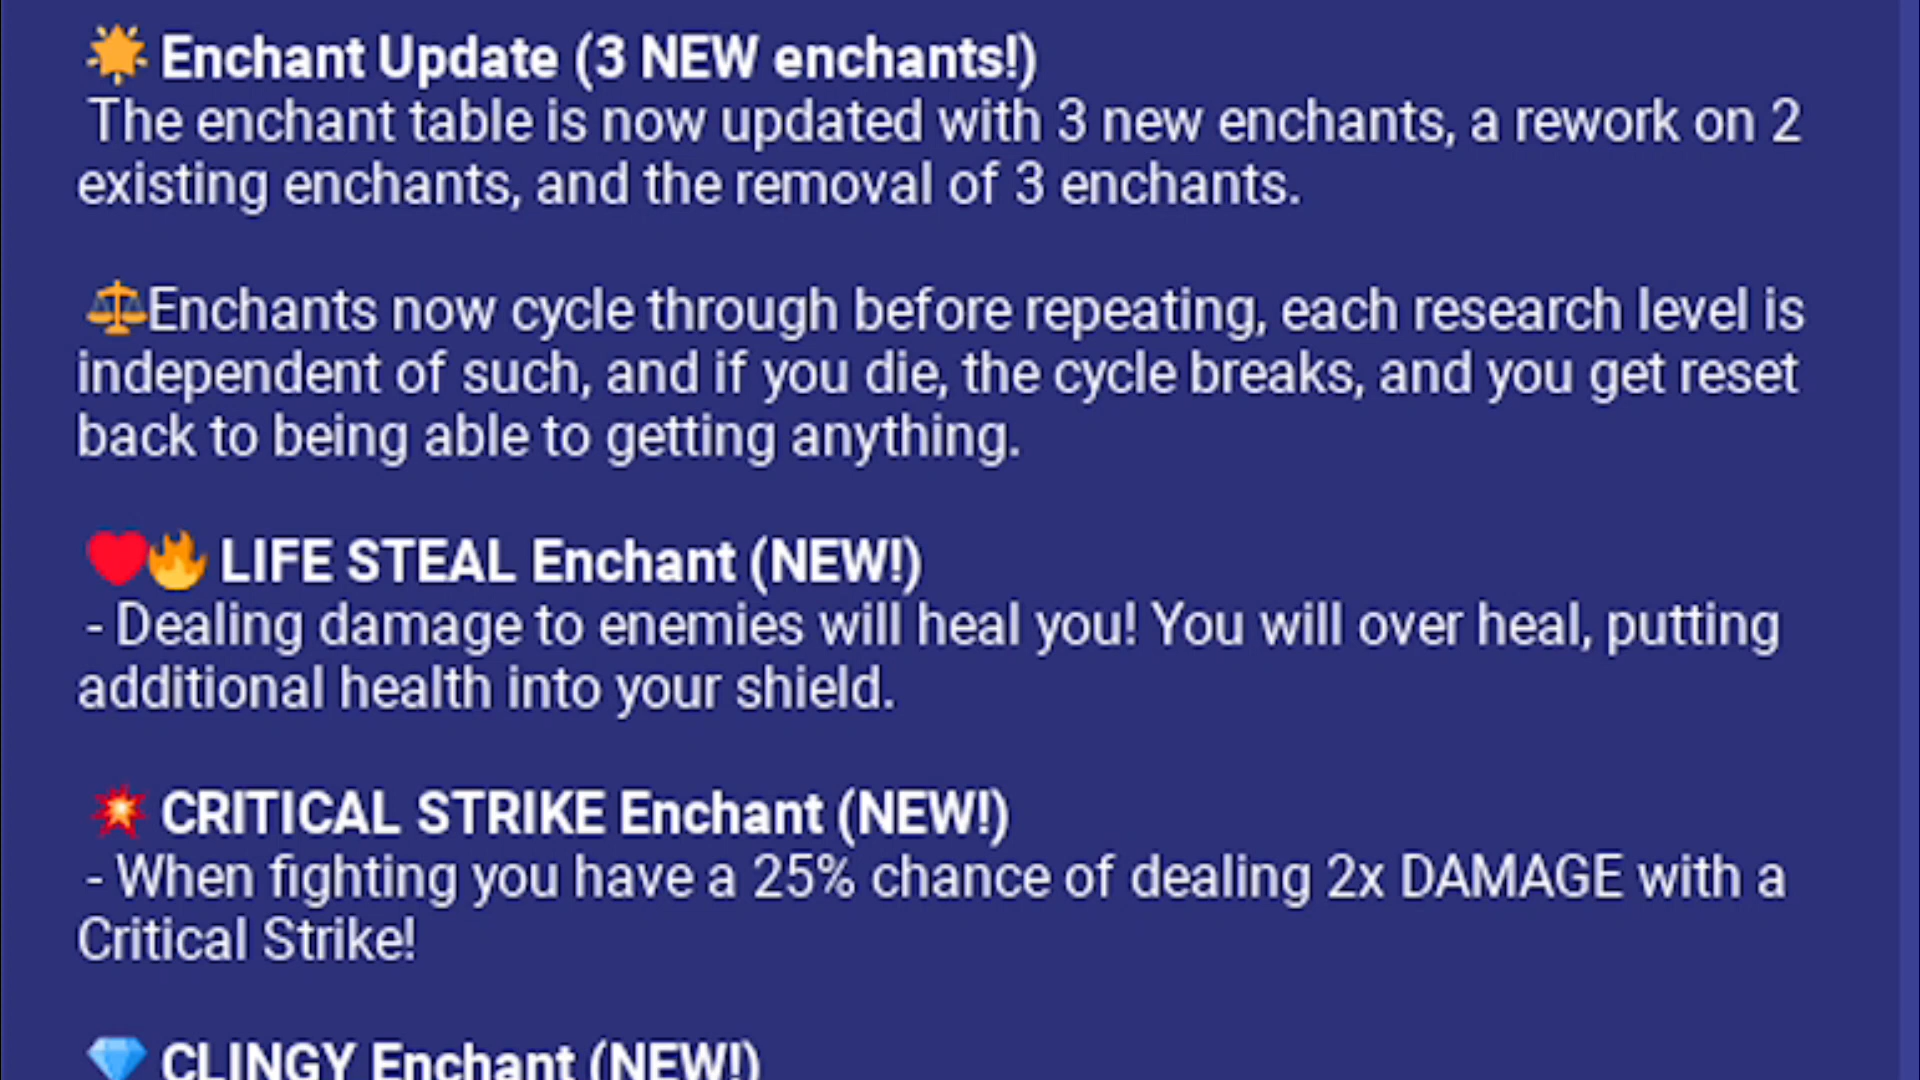 🌟 Enchant Update (3 NEW enchants!)
The enchant table is now updated with 3 new enchants, a rework on 2
existing enchants, and the removal of 3 enchants.
⚖️Enchants now cycle through before repeating, each research level is
independent of such, and if you die, the cycle breaks, and you get reset
back to being able to getting anything.
❤️🔥 LIFE STEAL Enchant (NEW!)
- Dealing damage to enemies will heal you! You will over heal, putting
additional health into your shield.
💥 CRITICAL STRIKE Enchant (NEW!)
- When fighting you have a 25% chance of dealing 2x DAMAGE with a
Critical Strike!
💎 CLINGY Enchant (NEW!)